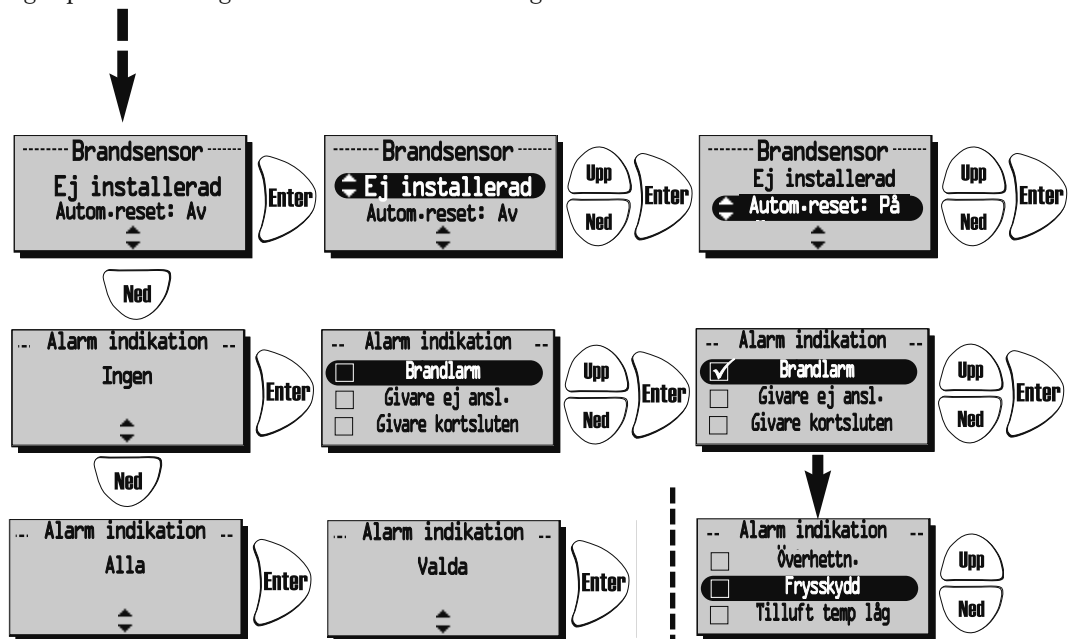 Brandsensor
Ej installerad
Autom.reset: Av
Enter
Brandsensor
Ej installerad
Autom.reset: Av
Upp
Ned
Enter
Brandsensor
Ej installerad
Autom.reset: På
Upp
Ned
Enter
Ned
Alarm indikation
Ingen
Enter
Alarm indikation
Brandlarm
Givare ej ansl.
Givare kortsluten
Upp
Ned
Enter
Alarm indikation
Brandlarm
Givare ej ansl.
Givare kortsluten
Upp
Ned
Enter
Ned
Alarm indikation
Alla
Enter
Alarm indikation
Valda
Enter
Alarm indikation
Överhettn.
Frysskydd
Tilluft temp låg
Upp
Ned